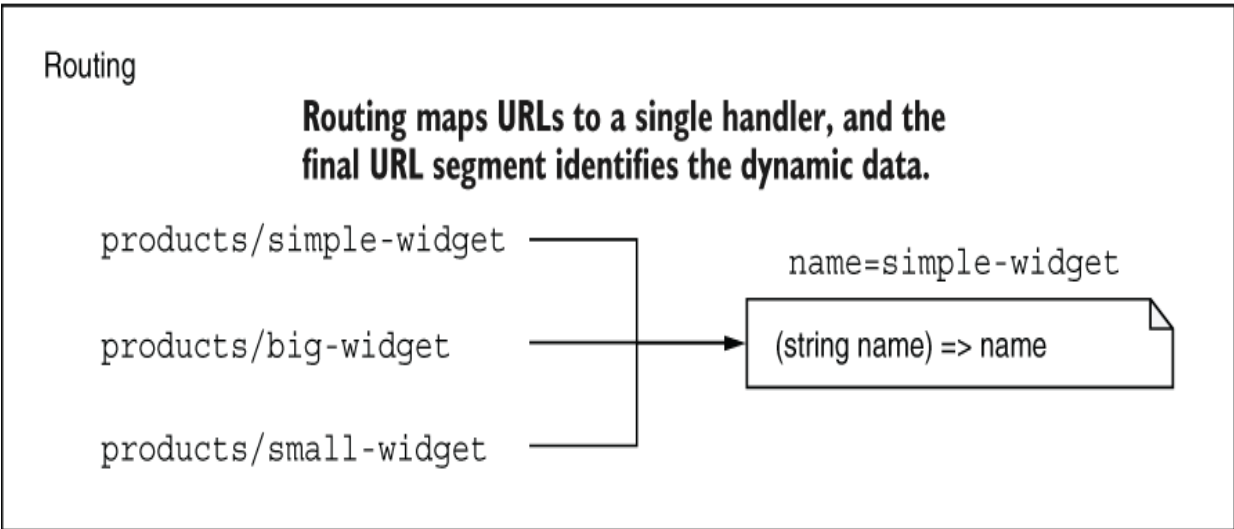 Routing
Routing maps URLs to a single handler, and the
final URL segment identifies the dynamic data.
products/simple-widget
name=simple-widget
products/big-widget
(string name) => name
products/small-widget